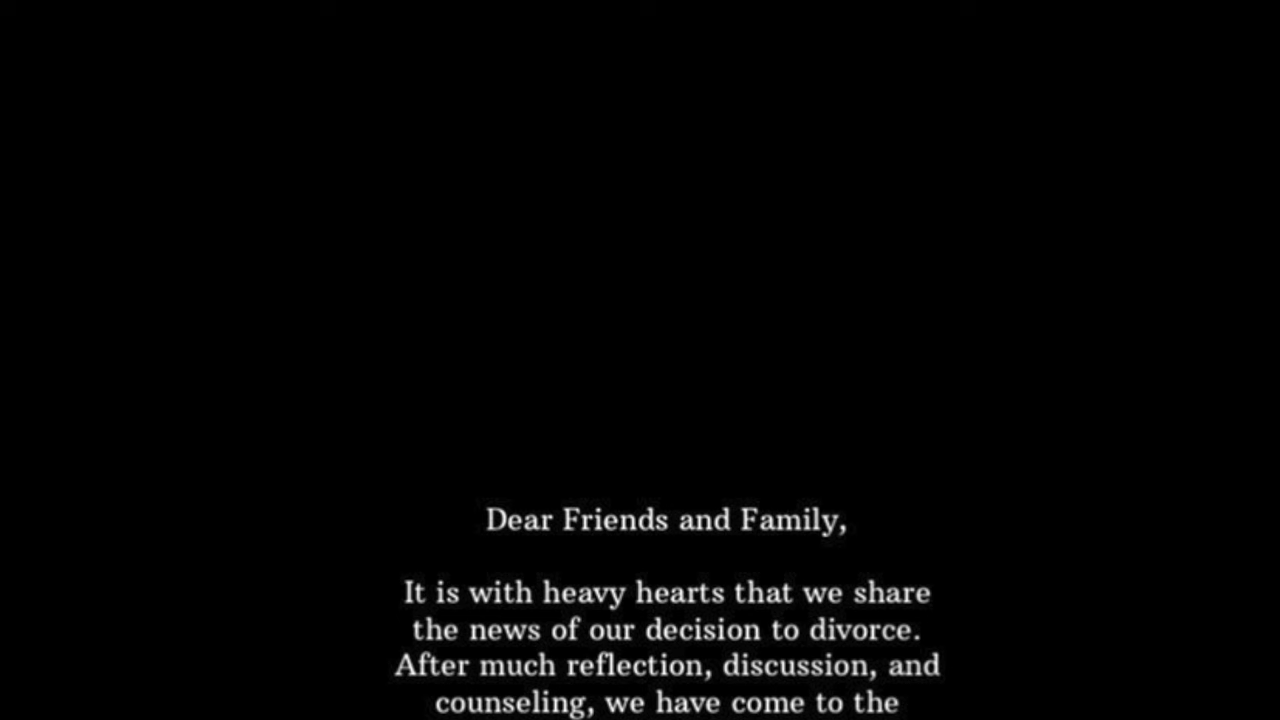 Dear Friends and Family,
It is with heavy hearts that we share
the news of our decision to divorce.
After much reflection, discussion, and
counseling, we have come to the